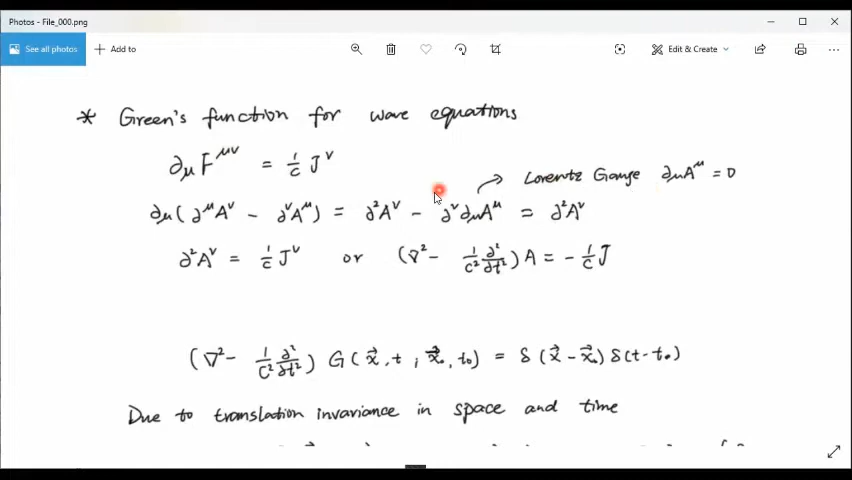 Photos - File_000.png
See all photos + Add to Edit & Create
* Green's function for wave equations
∂μ F^μν = 1/c J^ν
→ Lorentz Gauge ∂μA^μ = 0
∂μ(∂^μA^ν - ∂^νA^μ) = ∂²A^ν - ∂^ν∂μA^μ = ∂²A^ν
∂²A^ν = 1/c J^ν or (∇² - 1/c² ∂²/∂t²) A = - 1/c J
(∇² - 1/c² ∂²/∂t²) G(x⃗, t; x⃗₀, t₀) = δ(x⃗ - x⃗₀) δ(t - t₀)
Due to translation invariance in space and time